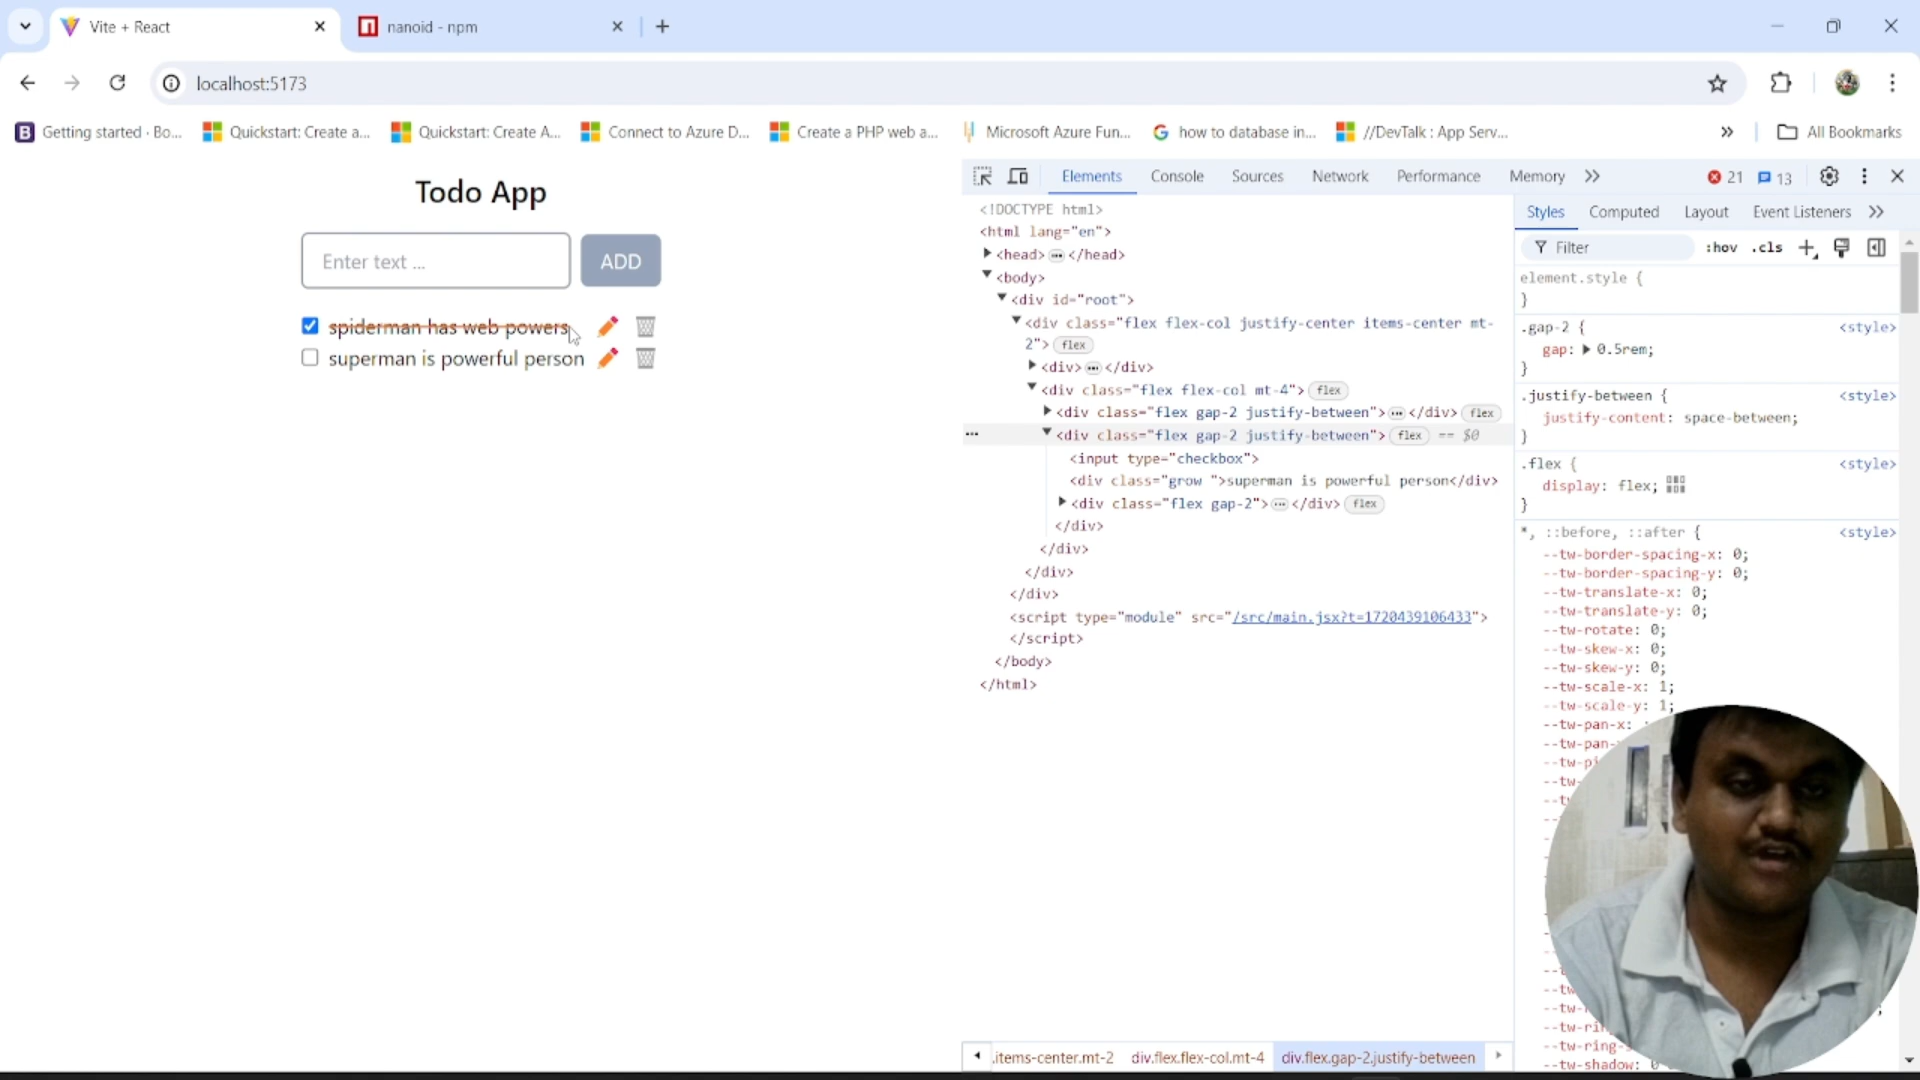 Vite + React
nanoid - npm
localhost:5173
Getting started · Bo...
Quickstart: Create a...
Quickstart: Create A...
Connect to Azure D...
Create a PHP web a...
Microsoft Azure Fun...
how to database in...
//DevTalk : App Serv...
All Bookmarks
Todo App
Enter text ...
ADD
spiderman has web powers
superman is powerful person
Elements
Console
Sources
Network
Performance
Memory
21
13
<!DOCTYPE html>
<html lang="en">
<head> ... </head>
<body>
<div id="root">
<div class="flex flex-col justify-center items-center mt-
2"> flex
<div> ... </div>
<div class="flex flex-col mt-4"> flex
<div class="flex gap-2 justify-between"> ... </div> flex
<div class="flex gap-2 justify-between"> flex == $0
<input type="checkbox">
<div class="grow ">superman is powerful person</div>
<div class="flex gap-2"> ... </div> flex
</div>
</div>
</div>
</div>
<script type="module" src="/src/main.jsx?t=1720439106433">
</script>
</body>
</html>
.items-center.mt-2
div.flex.flex-col.mt-4
div.flex.gap-2.justify-between
Styles
Computed
Layout
Event Listeners
Filter
:hov
.cls
element.style {
}
.gap-2 { <style>
gap: 0.5rem;
}
.justify-between { <style>
justify-content: space-between;
}
.flex { <style>
display: flex;
}
*, ::before, ::after { <style>
--tw-border-spacing-x: 0;
--tw-border-spacing-y: 0;
--tw-translate-x: 0;
--tw-translate-y: 0;
--tw-rotate: 0;
--tw-skew-x: 0;
--tw-skew-y: 0;
--tw-scale-x: 1;
--tw-scale-y: 1;
--tw-pan-x:
--tw-pan-